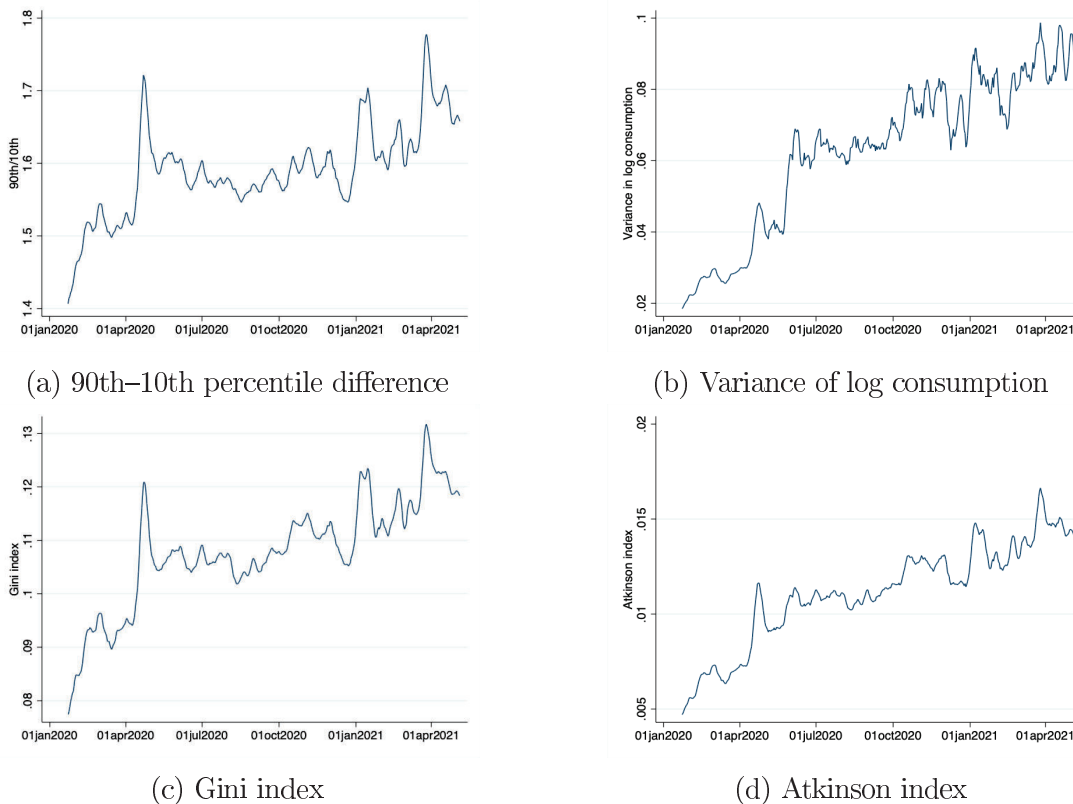 1.8
1.7
1.6
1.5
1.4
90th/10th
01jan2020 01apr2020 01jul2020 01oct2020 01jan2021 01apr2021
(a) 90th–10th percentile difference
.1
.08
.06
.04
.02
Variance in log consumption
01jan2020 01apr2020 01jul2020 01oct2020 01jan2021 01apr2021
(b) Variance of log consumption
.13
.12
.11
.1
.09
.08
Gini index
01jan2020 01apr2020 01jul2020 01oct2020 01jan2021 01apr2021
(c) Gini index
.02
.015
.01
.005
Atkinson index
01jan2020 01apr2020 01jul2020 01oct2020 01jan2021 01apr2021
(d) Atkinson index